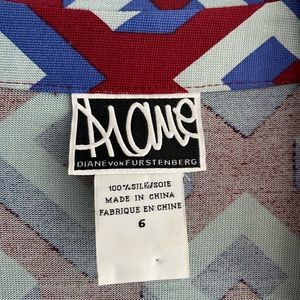 Diane
DIANE VON FURSTENBERG
100% SILK/SOIE
MADE IN CHINA
FABRIQUE EN CHINE
6